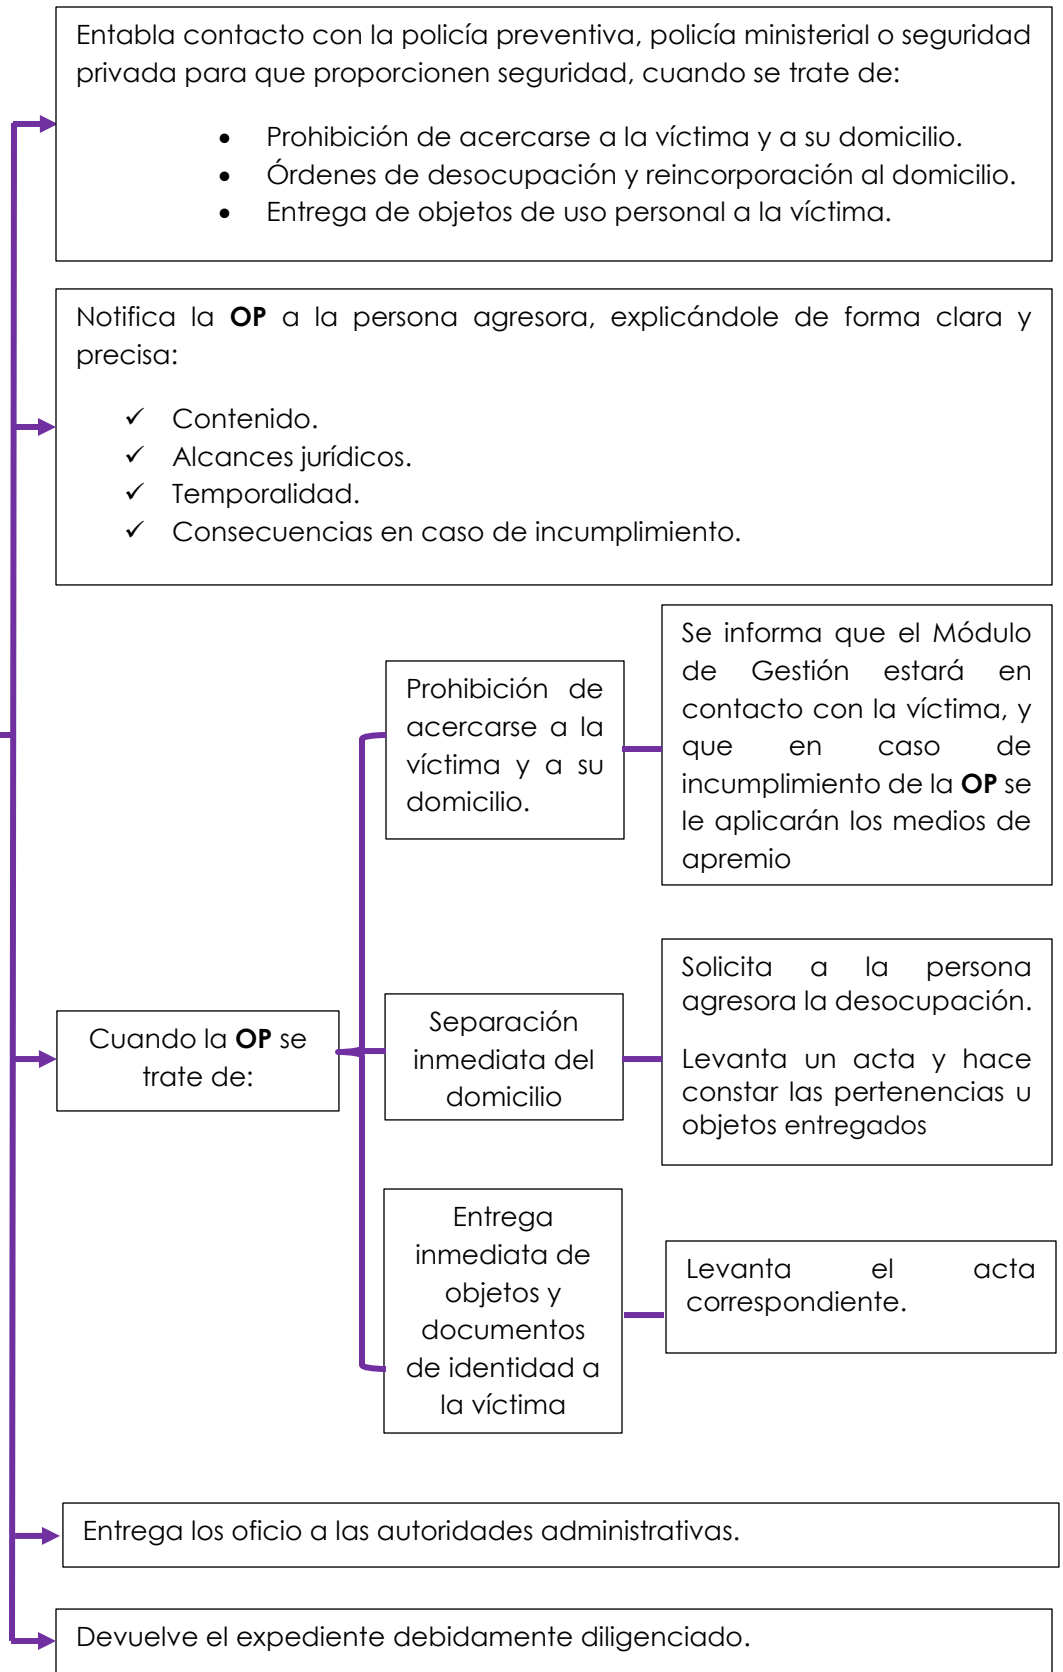 Entabla contacto con la policía preventiva, policía ministerial o seguridad
privada para que proporcionen seguridad, cuando se trate de:
• Prohibición de acercarse a la víctima y a su domicilio.
• Órdenes de desocupación y reincorporación al domicilio.
• Entrega de objetos de uso personal a la víctima.
Notifica la OP a la persona agresora, explicándole de forma clara y
precisa:
✓ Contenido.
✓ Alcances jurídicos.
✓ Temporalidad.
✓ Consecuencias en caso de incumplimiento.
Cuando la OP se
trate de:
Prohibición de
acercarse a la
víctima y a su
domicilio.
Se informa que el Módulo
de Gestión estará en
contacto con la víctima, y
que en caso de
incumplimiento de la OP se
le aplicarán los medios de
apremio
Separación
inmediata del
domicilio
Solicita a la persona
agresora la desocupación.
Levanta un acta y hace
constar las pertenencias u
objetos entregados
Entrega
inmediata de
objetos y
documentos
de identidad a
la víctima
Levanta el acta
correspondiente.
Entrega los oficio a las autoridades administrativas.
Devuelve el expediente debidamente diligenciado.